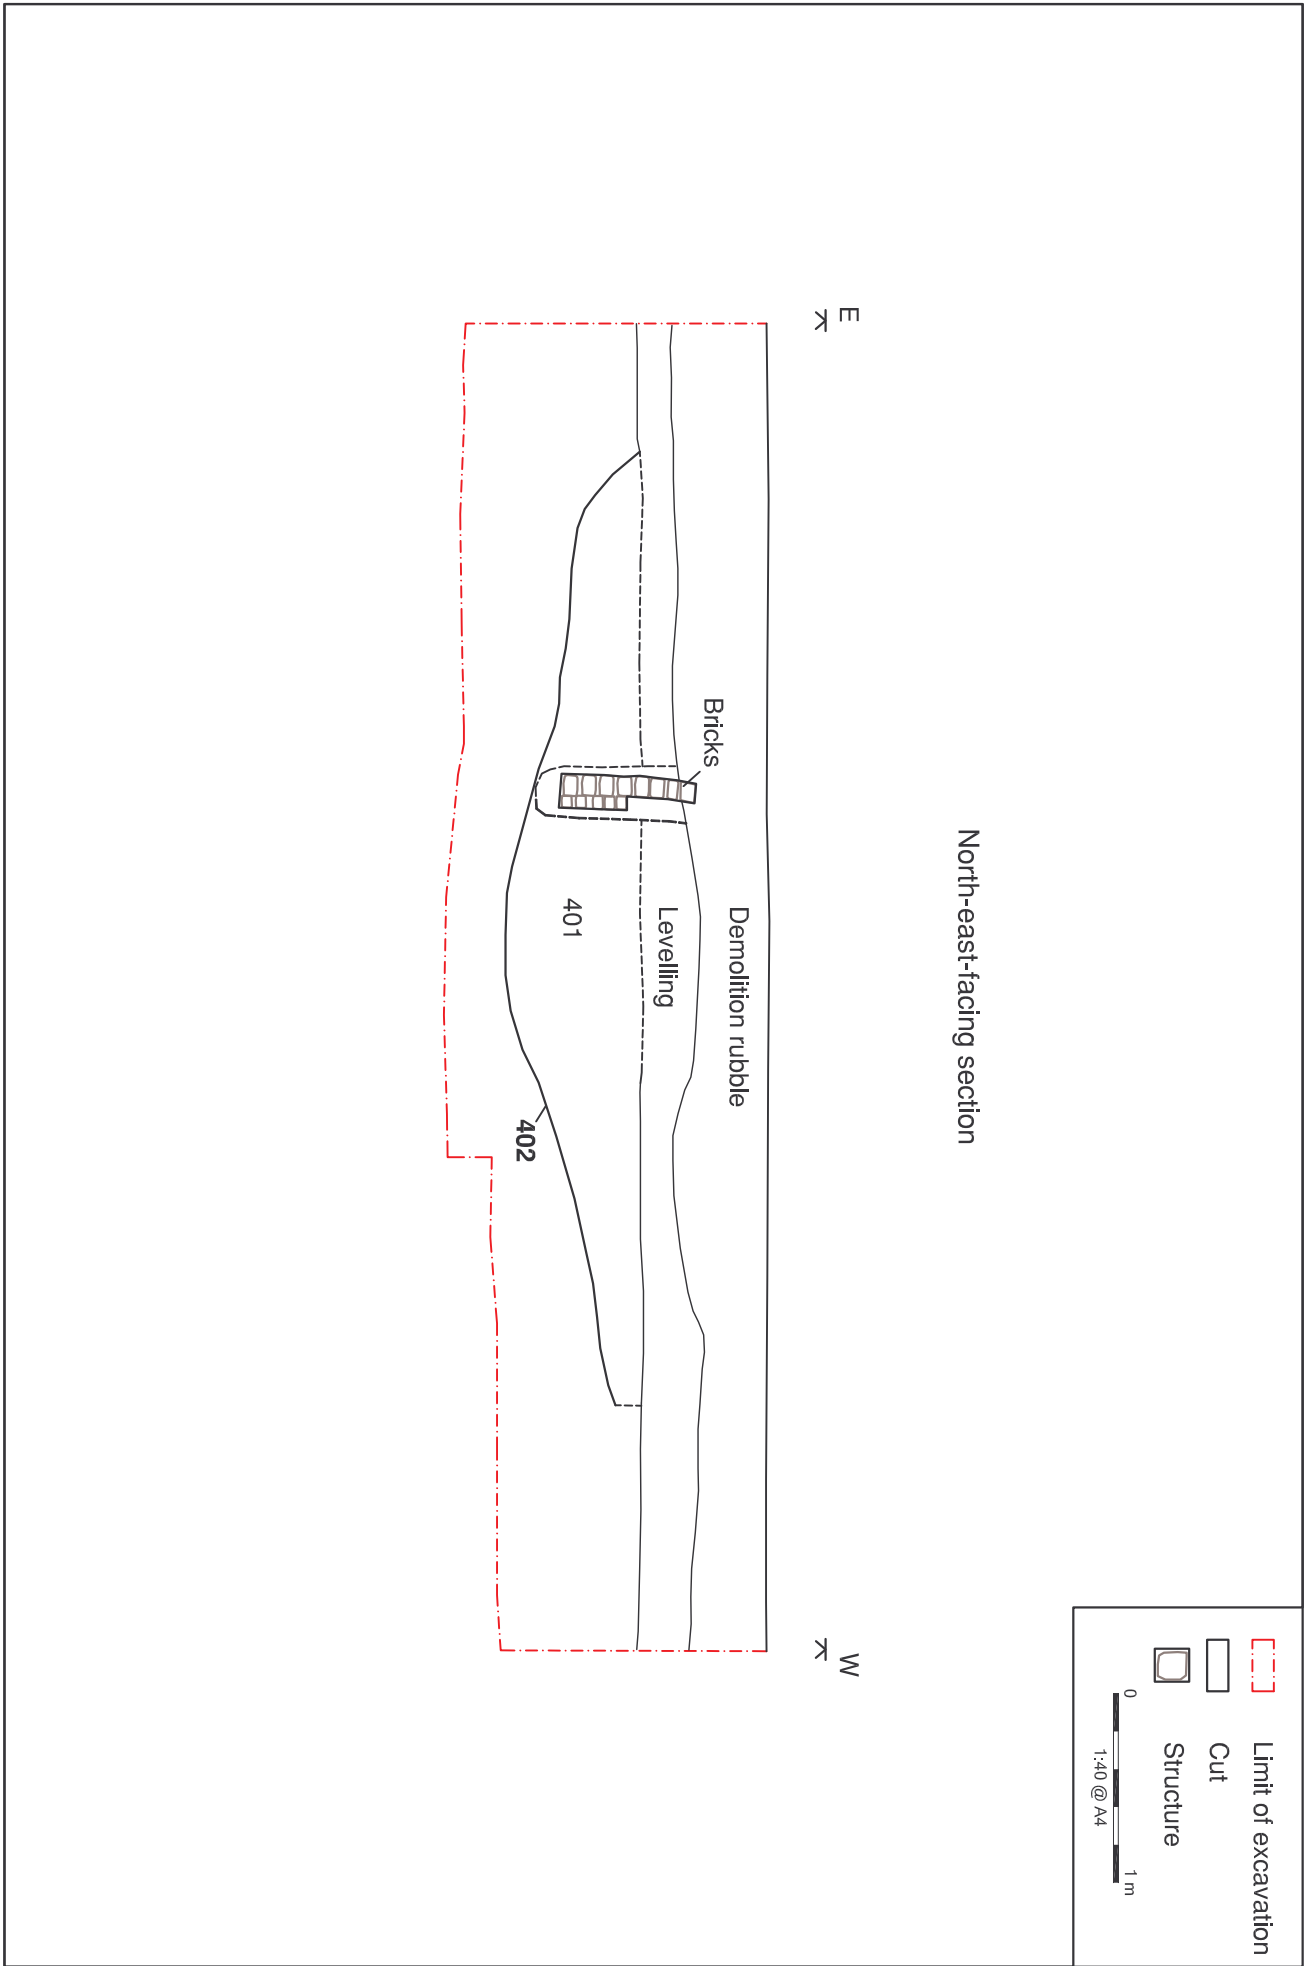 North-east-facing section
E
W
Bricks
Demolition rubble
Levelling
401
402
Limit of excavation
Cut
Structure
0
1 m
1:40 @ A4